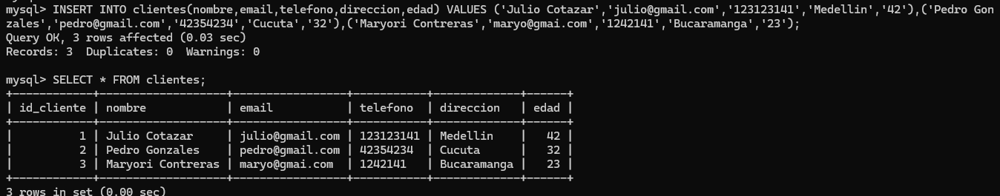 mysql> INSERT INTO clientes(nombre,email,telefono,direccion,edad) VALUES ('Julio Cotazar','julio@gmail.com','123123141','Medellin','42'),('Pedro Gon
zales','pedro@gmail.com','42354234','Cucuta','32'),('Maryori Contreras','maryo@gmai.com','1242141','Bucaramanga','23');
Query OK, 3 rows affected (0.03 sec)
Records: 3  Duplicates: 0  Warnings: 0
mysql> SELECT * FROM clientes;
+------------+-------------------+-----------------+-----------+-------------+------+
| id_cliente | nombre            | email           | telefono  | direccion   | edad |
+------------+-------------------+-----------------+-----------+-------------+------+
|          1 | Julio Cotazar     | julio@gmail.com | 123123141 | Medellin    |   42 |
|          2 | Pedro Gonzales    | pedro@gmail.com | 42354234  | Cucuta      |   32 |
|          3 | Maryori Contreras | maryo@gmai.com  | 1242141   | Bucaramanga |   23 |
+------------+-------------------+-----------------+-----------+-------------+------+
3 rows in set (0.00 sec)